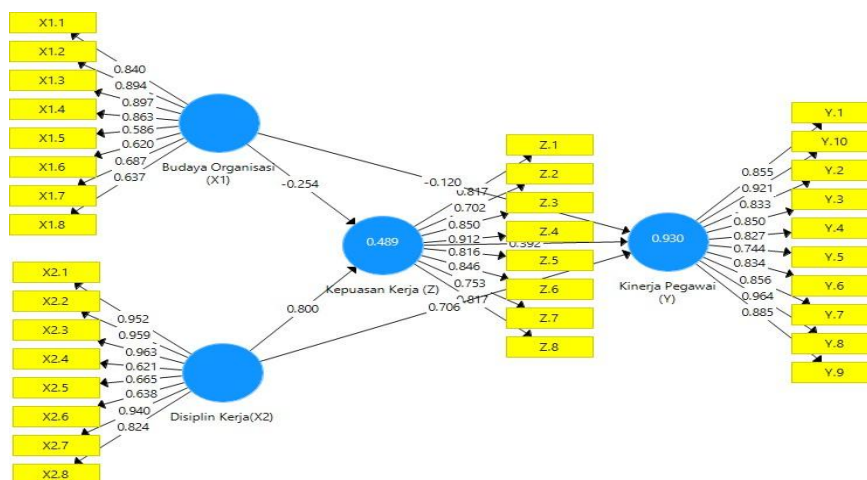 X1.1
X1.2
X1.3
X1.4
X1.5
X1.6
X1.7
X1.8
0.840
0.894
0.897
0.863
0.586
0.620
0.687
0.637
Budaya Organisasi
(X1)
-0.254
-0.120
X2.1
X2.2
X2.3
X2.4
X2.5
X2.6
X2.7
X2.8
0.952
0.959
0.963
0.621
0.665
0.638
0.940
0.824
Disiplin Kerja(X2)
0.800
0.706
0.489
Kepuasan Kerja (Z)
0.817
0.702
0.850
0.912
0.816
0.846
0.753
0.817
0.392
Z.1
Z.2
Z.3
Z.4
Z.5
Z.6
Z.7
Z.8
0.930
Kinerja Pegawai
(Y)
0.855
0.921
0.833
0.850
0.827
0.744
0.834
0.856
0.964
0.885
Y.1
Y.10
Y.2
Y.3
Y.4
Y.5
Y.6
Y.7
Y.8
Y.9